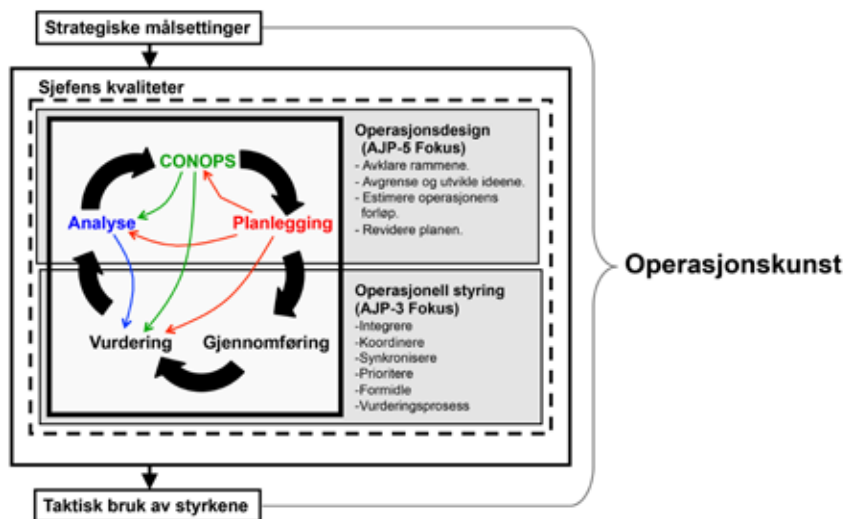 Strategiske målsettinger
Sjefens kvaliteter
CONOPS
Analyse
Planlegging
Vurdering
Gjennomføring
Operasjonsdesign
(AJP-5 Fokus)
- Avklare rammene.
- Avgrense og utvikle ideene.
- Estimere operasjonens
forløp.
- Revidere planen.
Operasjonell styring
(AJP-3 Fokus)
-Integrere
-Koordinere
-Synkronisere
-Prioritere
-Formidle
-Vurderingsprosess
Operasjonskunst
Taktisk bruk av styrkene